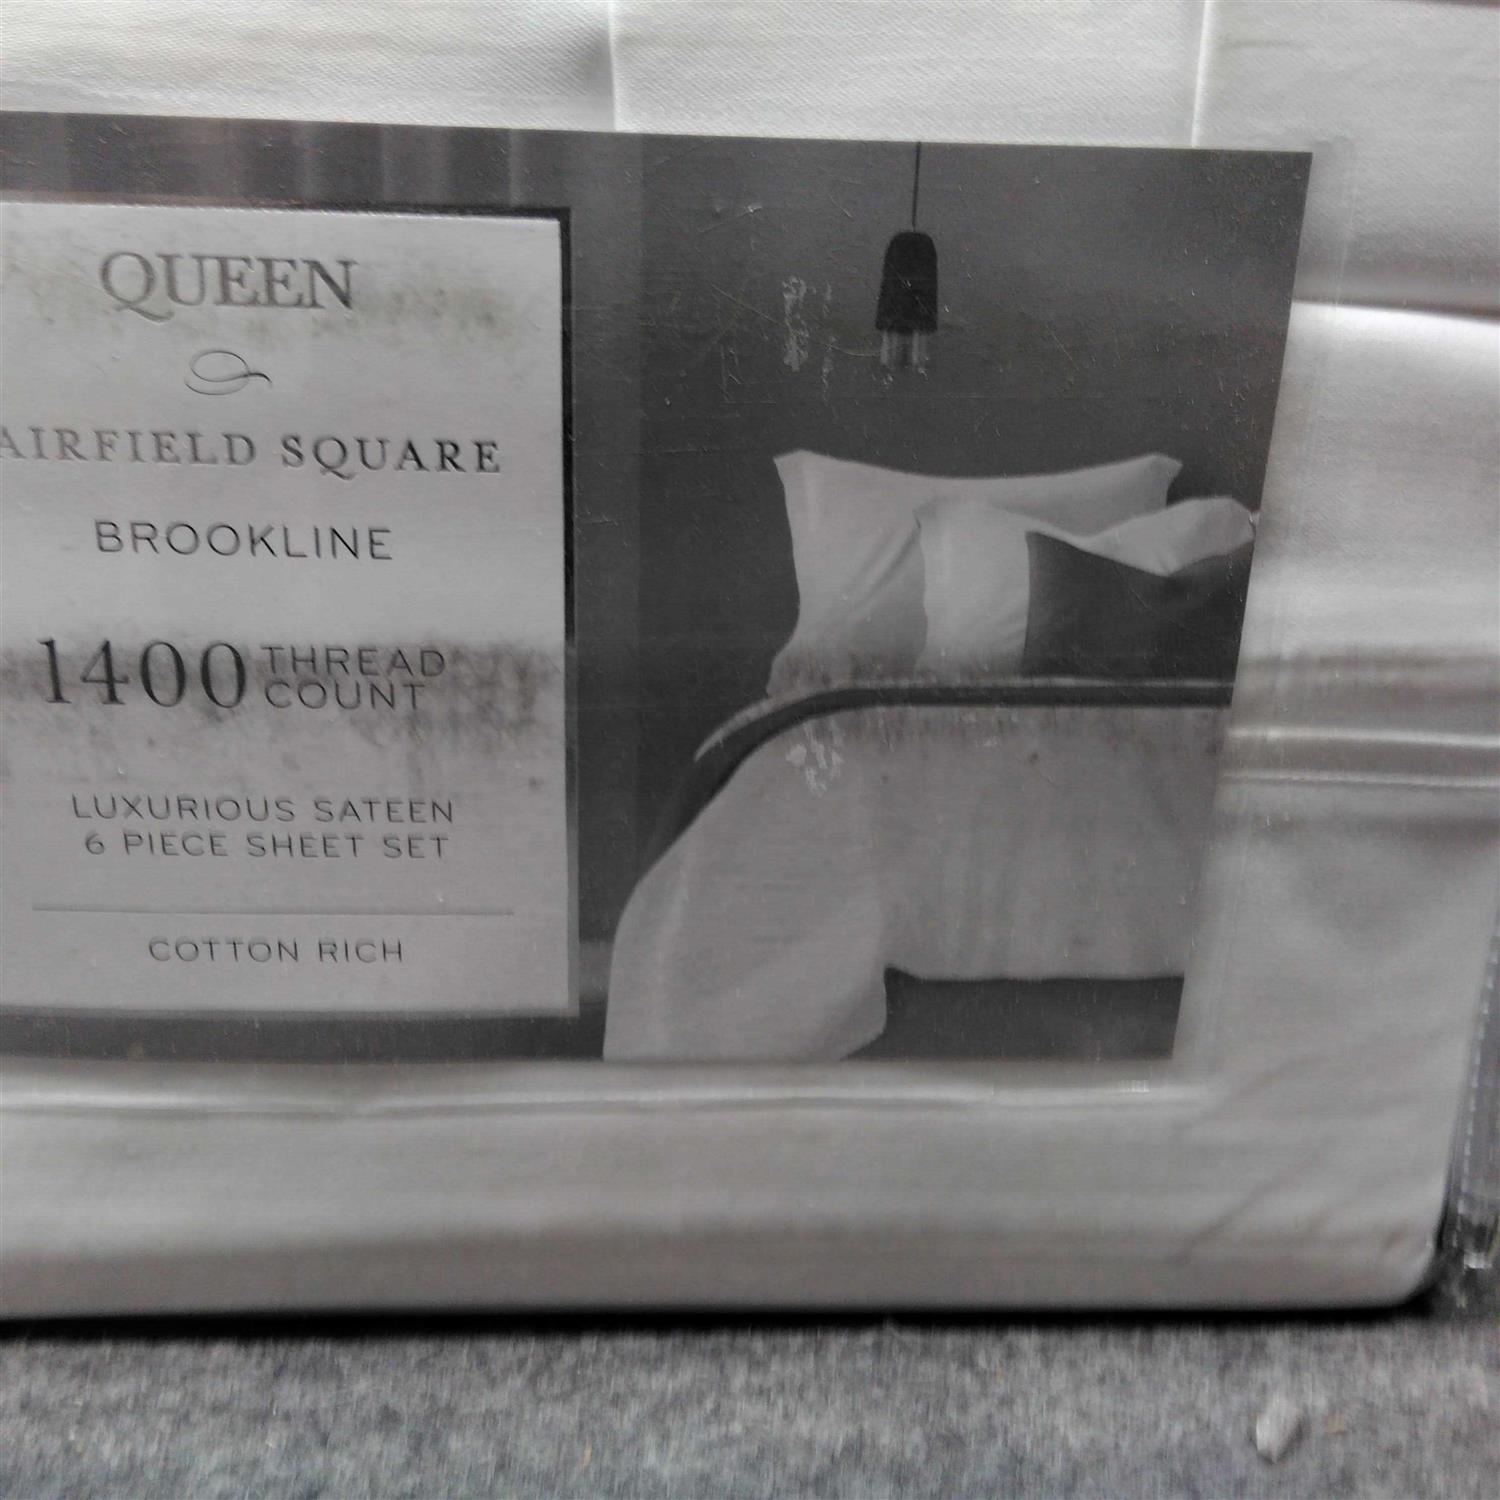 QUEEN
AIRFIELD SQUARE
BROOKLINE
1400 THREAD
COUNT
LUXURIOUS SATEEN
6 PIECE SHEET SET
COTTON RICH